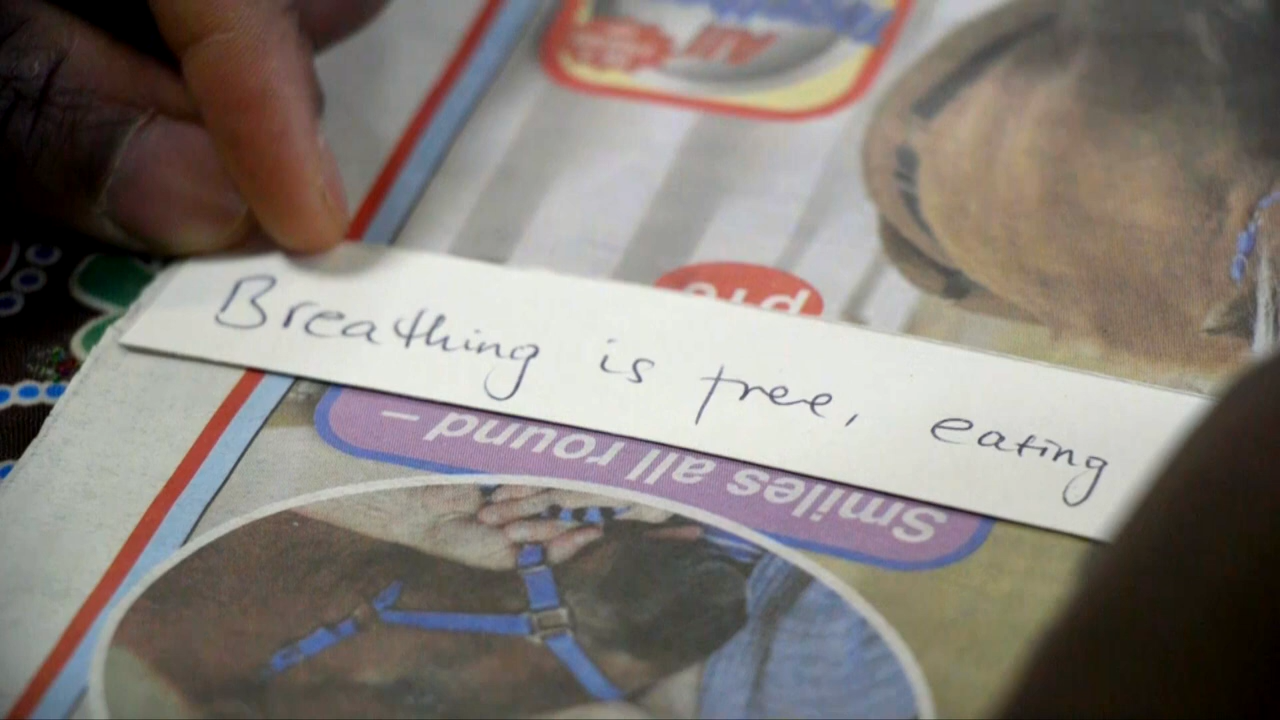 Breathing is free, eating
Smiles all round –